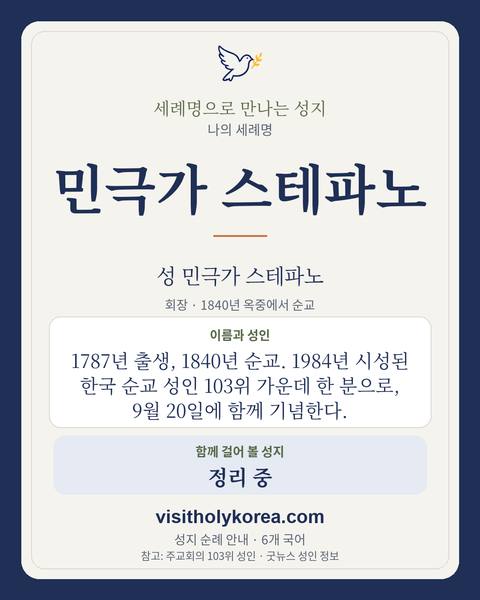 세례명으로 만나는 성지
나의 세례명
민극가 스테파노
성 민극가 스테파노
회장 · 1840년 옥중에서 순교
이름과 성인
1787년 출생, 1840년 순교. 1984년 시성된
한국 순교 성인 103위 가운데 한 분으로,
9월 20일에 함께 기념한다.
함께 걸어 볼 성지
정리 중
visitholykorea.com
성지 순례 안내 · 6개 국어
참고: 주교회의 103위 성인 · 굿뉴스 성인 정보